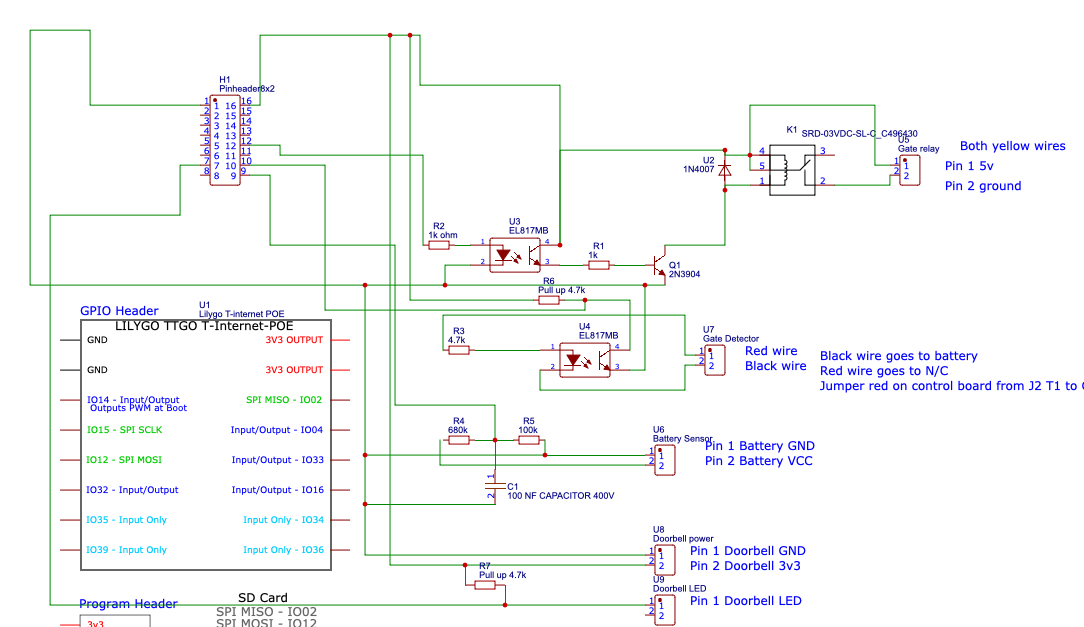 H1
Pinheader8x2
1 1 16 16
2 2 15 15
3 3 14 14
4 4 13 13
5 5 12 12
6 6 11 11
7 7 10 10
8 8 9 9
K1
SRD-03VDC-SL-C_C496430
4 3
5
1 2
U2
1N4007
U5
Gate relay
1 1
2 2
Both yellow wires
Pin 1 5v
Pin 2 ground
R2
1k ohm
U3
EL817MB
1 4
2 3
R1
1k
Q1
2N3904
R6
Pull up 4.7k
GPIO Header
U1
Lilygo T-internet POE
LILYGO TTGO T-Internet-POE
GND 3V3 OUTPUT
GND 3V3 OUTPUT
IO14 - Input/Output SPI MISO - IO02
Outputs PWM at Boot
IO15 - SPI SCLK Input/Output - IO04
IO12 - SPI MOSI Input/Output - IO33
IO32 - Input/Output Input/Output - IO16
IO35 - Input Only Input Only - IO34
IO39 - Input Only Input Only - IO36
R3
4.7k
U4
EL817MB
1 4
2 3
U7
Gate Detector
1 1
2 2
Red wire
Black wire
Black wire goes to battery
Red wire goes to N/C
Jumper red on control board from J2 T1 to
R4
680k
R5
100k
U6
Battery Sensor
1 1
2 2
Pin 1 Battery GND
Pin 2 Battery VCC
1
2
C1
100 NF CAPACITOR 400V
U8
Doorbell power
1 1
2 2
Pin 1 Doorbell GND
Pin 2 Doorbell 3v3
R7
Pull up 4.7k
U9
Doorbell LED
1 1
2 2
Pin 1 Doorbell LED
Program Header
3v3
SD Card
SPI MISO - IO02
SPI MOSI - IO12